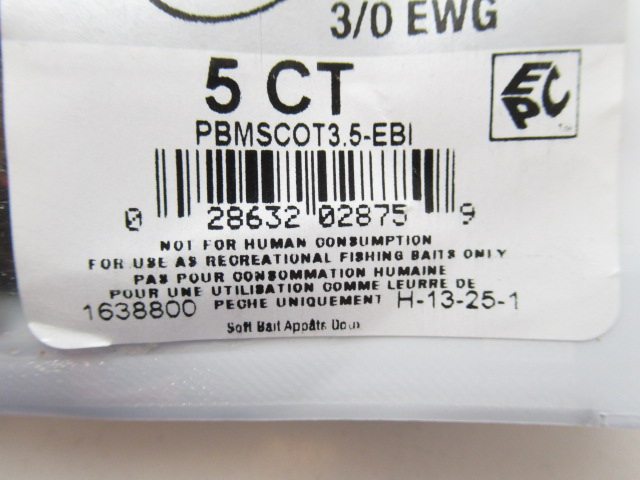 3/0 EWG
5 CT
EPC
PBMSCOT3.5-EBI
0 28632 02875 9
NOT FOR HUMAN CONSUMPTION
FOR USE AS RECREATIONAL FISHING BAITS ONLY
PAS POUR CONSOMMATION HUMAINE
POUR UNE UTILISATION COMME LEURRE DE
1638800 PECHE UNIQUEMENT H-13-25-1
Soft Bait Appâts Doux